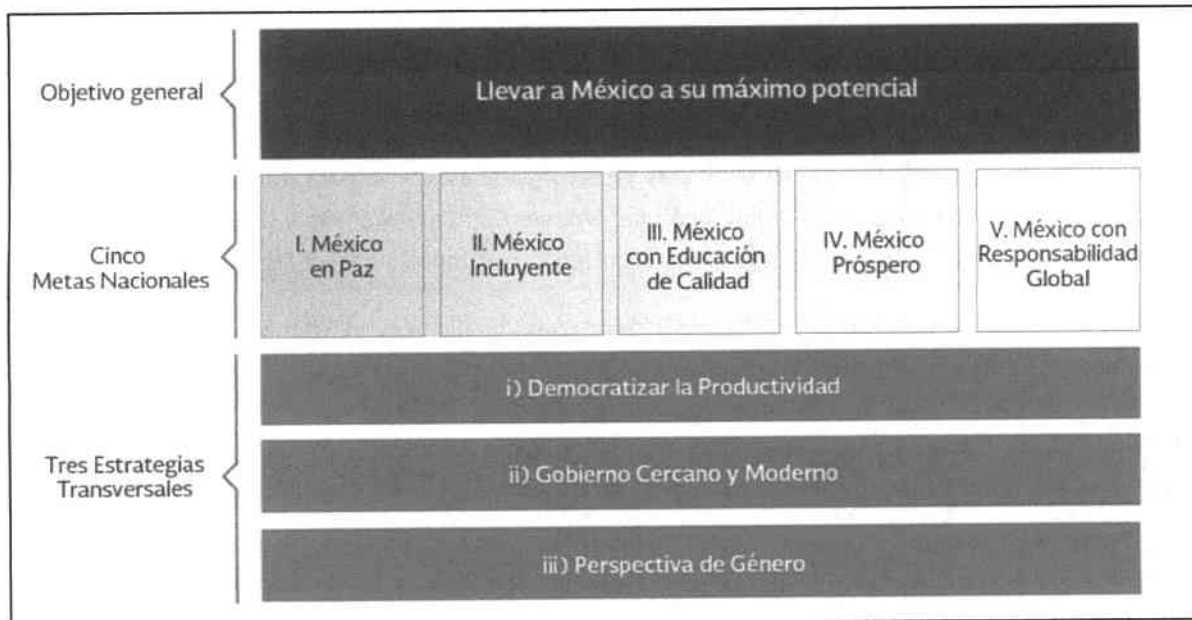 Objetivo general
Llevar a México a su máximo potencial
Cinco
Metas Nacionales
I. México
en Paz
II. México
Incluyente
III. México
con Educación
de Calidad
IV. México
Próspero
V. México con
Responsabilidad
Global
Tres Estrategias
Transversales
i) Democratizar la Productividad
ii) Gobierno Cercano y Moderno
iii) Perspectiva de Género